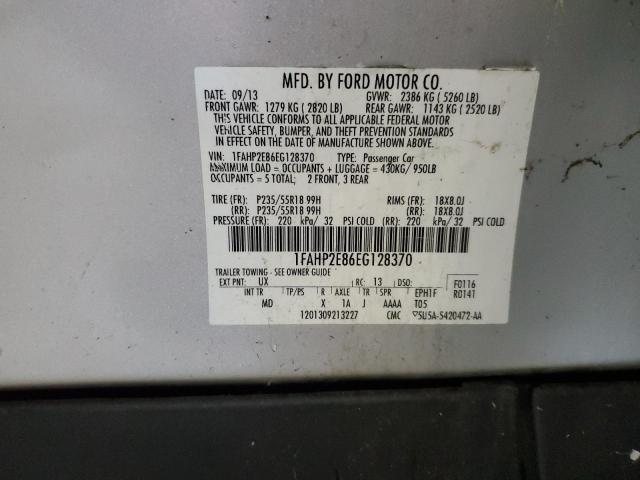 MFD. BY FORD MOTOR CO.
DATE: 09/13 GVWR: 2386 KG ( 5260 LB)
FRONT GAWR: 1279 KG ( 2820 LB) REAR GAWR: 1143 KG ( 2520 LB)
THIS VEHICLE CONFORMS TO ALL APPLICABLE FEDERAL MOTOR
VEHICLE SAFETY, BUMPER, AND THEFT PREVENTION STANDARDS
IN EFFECT ON THE DATE OF MANUFACTURE SHOWN ABOVE.
VIN: 1FAHP2E86EG128370 TYPE: Passenger Car
MAXIMUM LOAD = OCCUPANTS + LUGGAGE = 430KG/950LB
OCCUPANTS = 5 TOTAL: 2 FRONT, 3 REAR
TIRE (FR): P235/55R18 99H RIMS (FR): 18X8.0J
(RR): P235/55R18 99H (RR): 18X8.0J
PRESSURE (FR): 220 kPa/ 32 PSI COLD (RR): 220 kPa/ 32 PSI COLD
1FAHP2E86EG128370
TRAILER TOWING - SEE OWNER GUIDE
EXT PNT: UX RC: 13 DSO: F0116
INT TR TP/PS R AXLE TR SPR EPH1F R0141
MD X 1A J AAAA T05
1201309213227 CMC 5U5A-5420472-AA